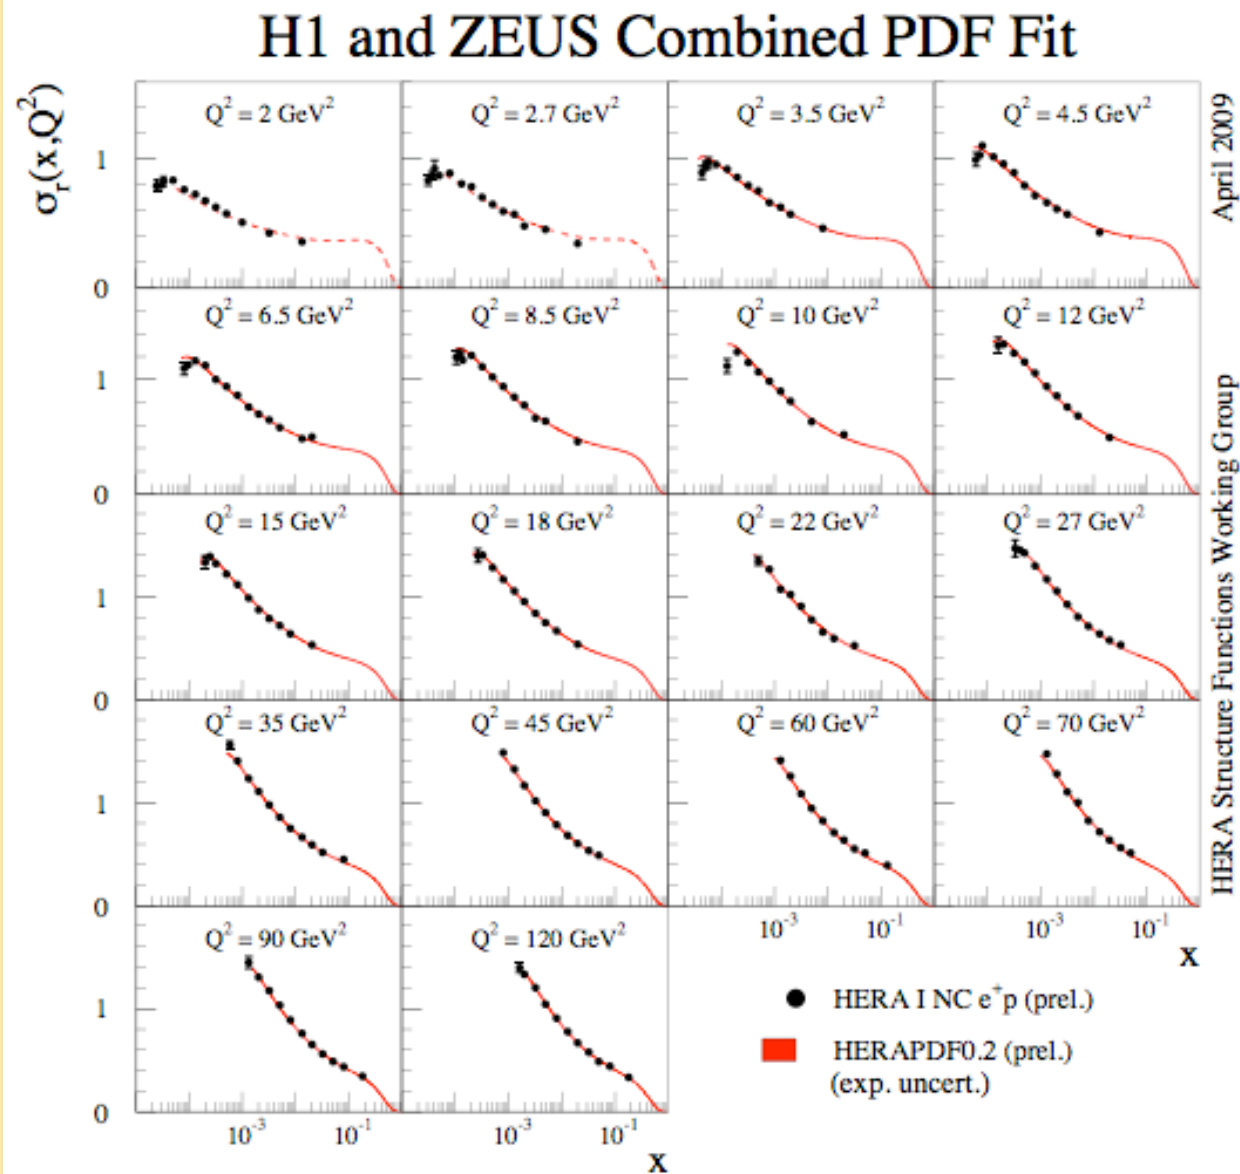 H1 and ZEUS Combined PDF Fit
σr(x,Q²)
April 2009
HERA Structure Functions Working Group
Q² = 2 GeV²
Q² = 2.7 GeV²
Q² = 3.5 GeV²
Q² = 4.5 GeV²
1
0
Q² = 6.5 GeV²
Q² = 8.5 GeV²
Q² = 10 GeV²
Q² = 12 GeV²
1
0
Q² = 15 GeV²
Q² = 18 GeV²
Q² = 22 GeV²
Q² = 27 GeV²
1
0
Q² = 35 GeV²
Q² = 45 GeV²
Q² = 60 GeV²
Q² = 70 GeV²
1
0
10⁻³
10⁻¹
10⁻³
10⁻¹
x
Q² = 90 GeV²
Q² = 120 GeV²
1
0
10⁻³
10⁻¹
10⁻³
10⁻¹
x
HERA I NC e⁺p (prel.)
HERAPDF0.2 (prel.)
(exp. uncert.)